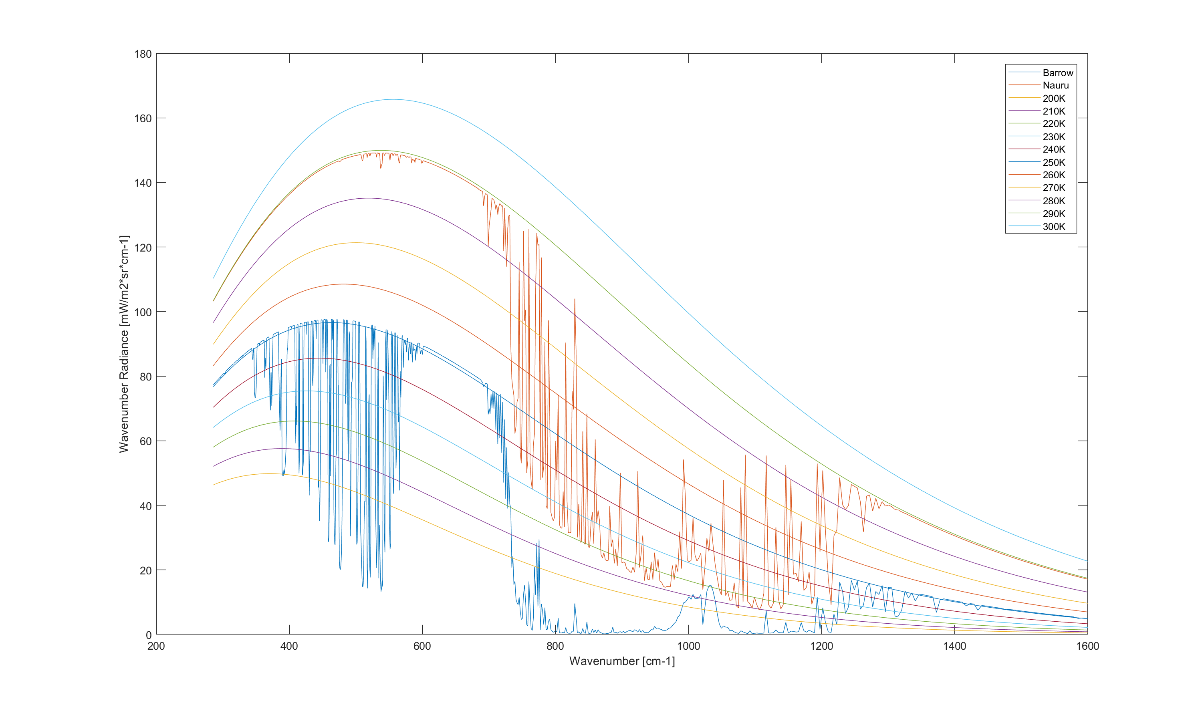 180
160
140
120
100
80
60
40
20
0
200
400
600
800
1000
1200
1400
1600
Wavenumber Radiance [mW/m2*sr*cm-1]
Wavenumber [cm-1]
Barrow
Nauru
200K
210K
220K
230K
240K
250K
260K
270K
280K
290K
300K